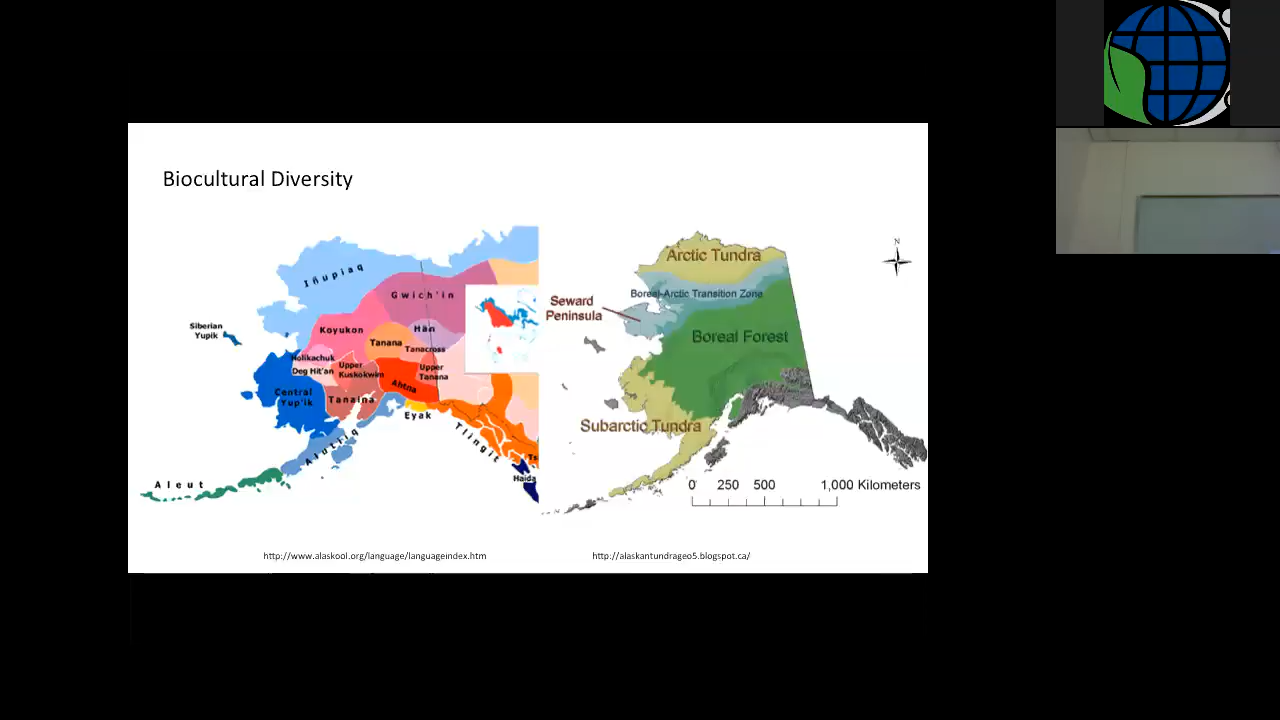 Biocultural Diversity
Iñupiaq
Gwich'in
Siberian
Yupik
Koyukon
Hän
Tanana
Tanacross
Holikachuk
Deg Hit'an
Upper
Kuskokwim
Upper
Tanana
Ahtna
Central
Yup'ik
Tanaina
Eyak
Alutiiq
Tlingit
Ts
Haida
Aleut
Arctic Tundra
Boreal-Arctic Transition Zone
Seward
Peninsula
Boreal Forest
Subarctic Tundra
N
0 250 500 1,000 Kilometers
http://www.alaskool.org/language/languageindex.htm
http://alaskantundrageo5.blogspot.ca/